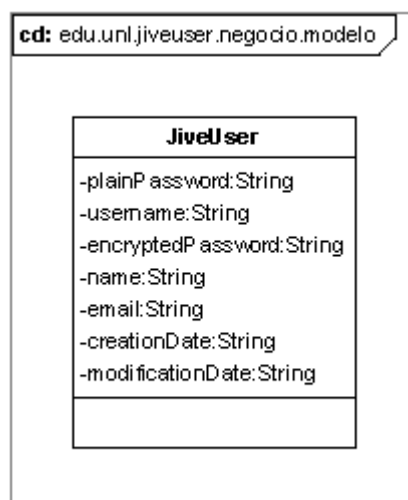 cd: edu.unl.jiveuser.negocio.modelo
JiveUser
-plainPassword:String
-username:String
-encryptedPassword:String
-name:String
-email:String
-creationDate:String
-modificationDate:String